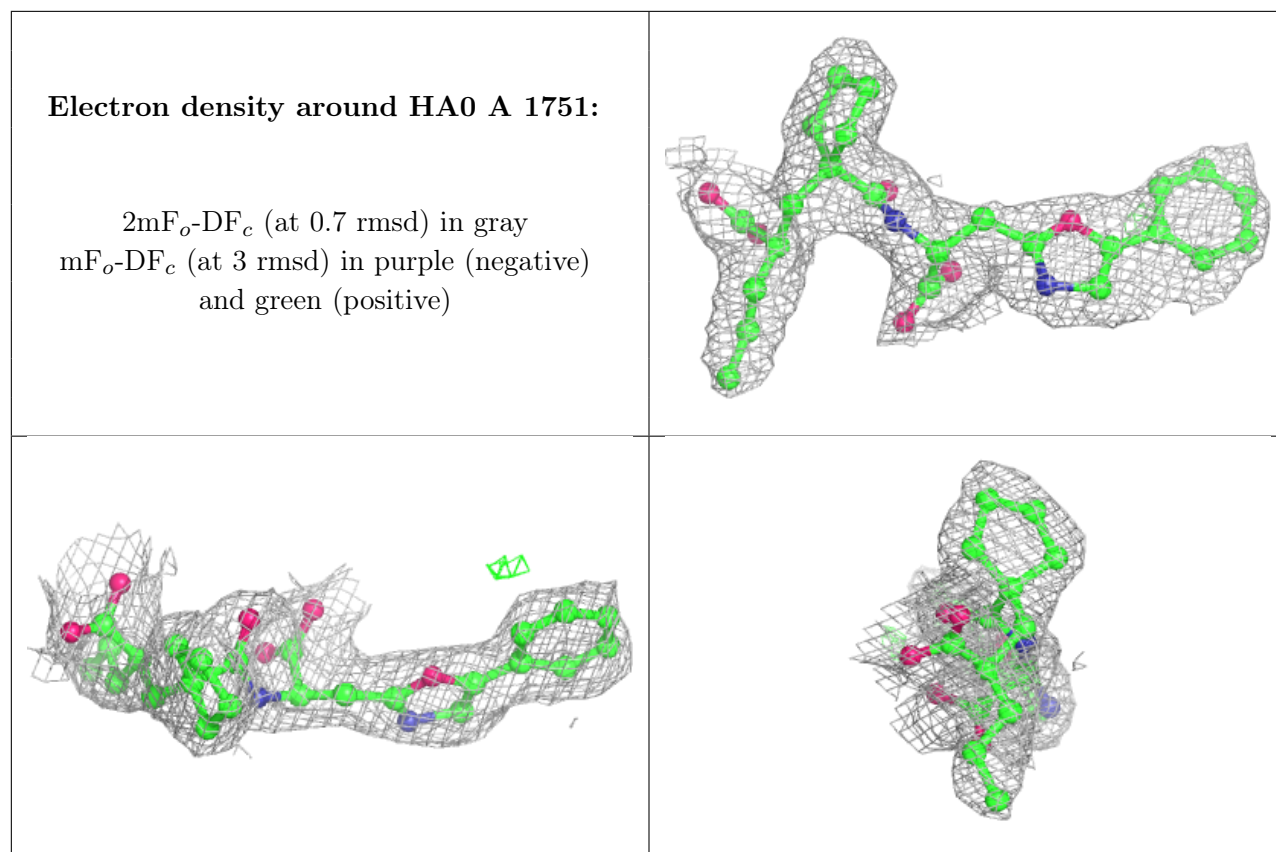 Electron density around HA0 A 1751:
2mFₒ-DF𝒸 (at 0.7 rmsd) in gray
mFₒ-DF𝒸 (at 3 rmsd) in purple (negative)
and green (positive)